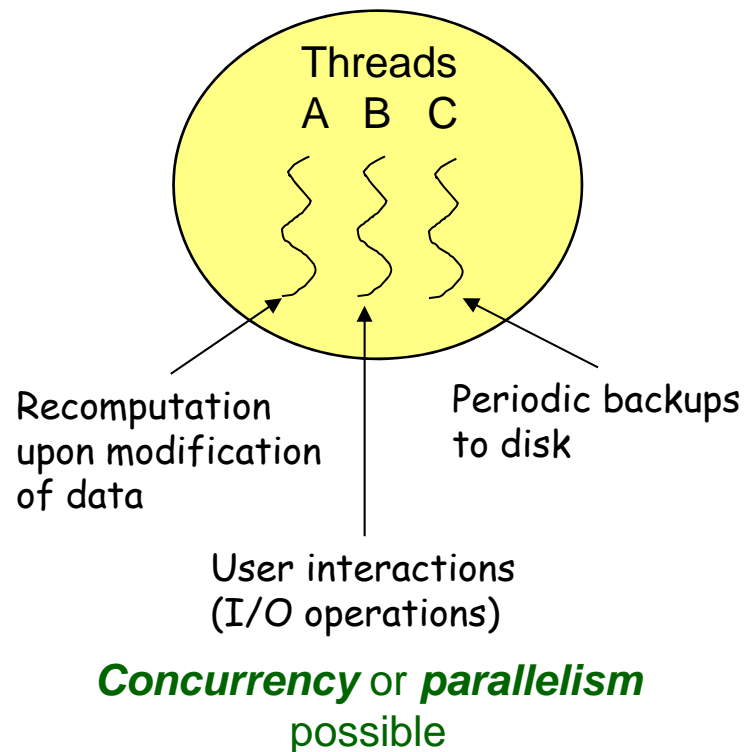 Threads
A B C
Recomputation
upon modification
of data
Periodic backups
to disk
User interactions
(I/O operations)
Concurrency or parallelism
possible